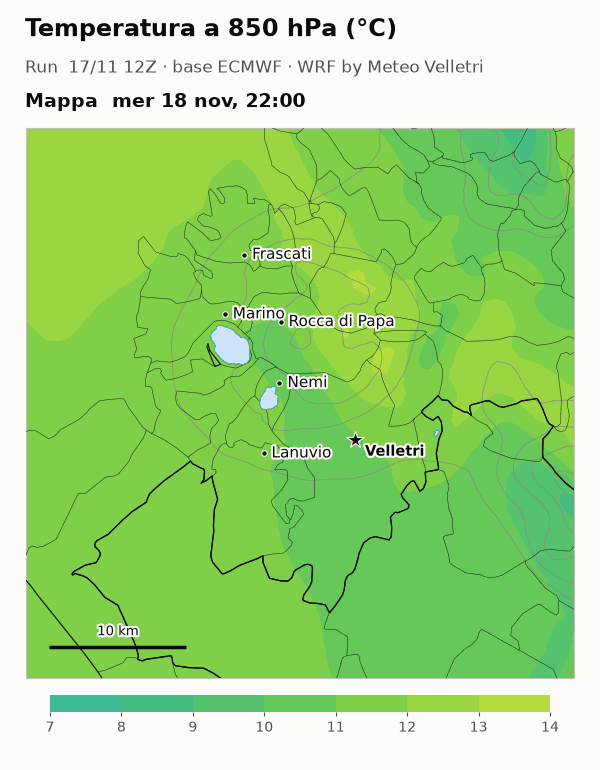 Temperatura a 850 hPa (°C)
Run  17/11 12Z · base ECMWF · WRF by Meteo Velletri
Mappa  mer 18 nov, 22:00
Frascati
Marino
Rocca di Papa
Nemi
Velletri
Lanuvio
10 km
7 8 9 10 11 12 13 14